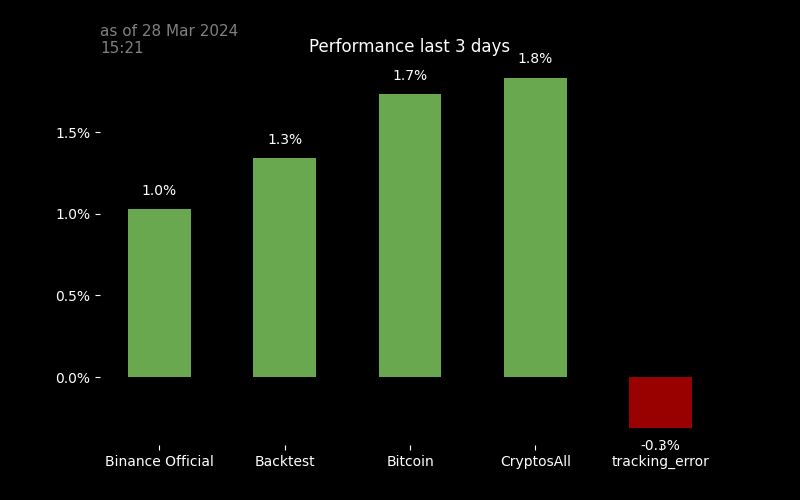 as of 28 Mar 2024
15:21
Performance last 3 days
1.8%
1.7%
1.3%
1.0%
1.5%
1.0%
0.5%
0.0%
-0.3%
Binance Official
Backtest
Bitcoin
CryptosAll
tracking_error